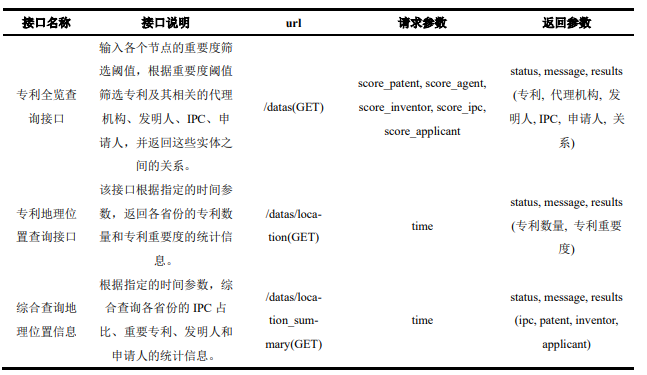 接口名称 接口说明 url 请求参数 返回参数
输入各个节点的重要度筛
选阈值，根据重要度阈值
筛选专利及其相关的代理
机构、发明人、IPC、申
请人，并返回这些实体之
间的关系。
专利全览查
询接口
/datas(GET)
score_patent, score_agent,
score_inventor, score_ipc,
score_applicant
status, message, results
(专利, 代理机构, 发
明人, IPC, 申请人, 关
系)
该接口根据指定的时间参
数，返回各省份的专利数
量和专利重要度的统计信
息。
专利地理位
置查询接口
/datas/loca-
tion(GET)
time
status, message, results
(专利数量, 专利重要
度)
根据指定的时间参数，综
合查询各省份的 IPC 占
比、重要专利、发明人和
申请人的统计信息。
综合查询地
理位置信息
/datas/loca-
tion_sum-
mary(GET)
time
status, message, results
(ipc, patent, inventor,
applicant)